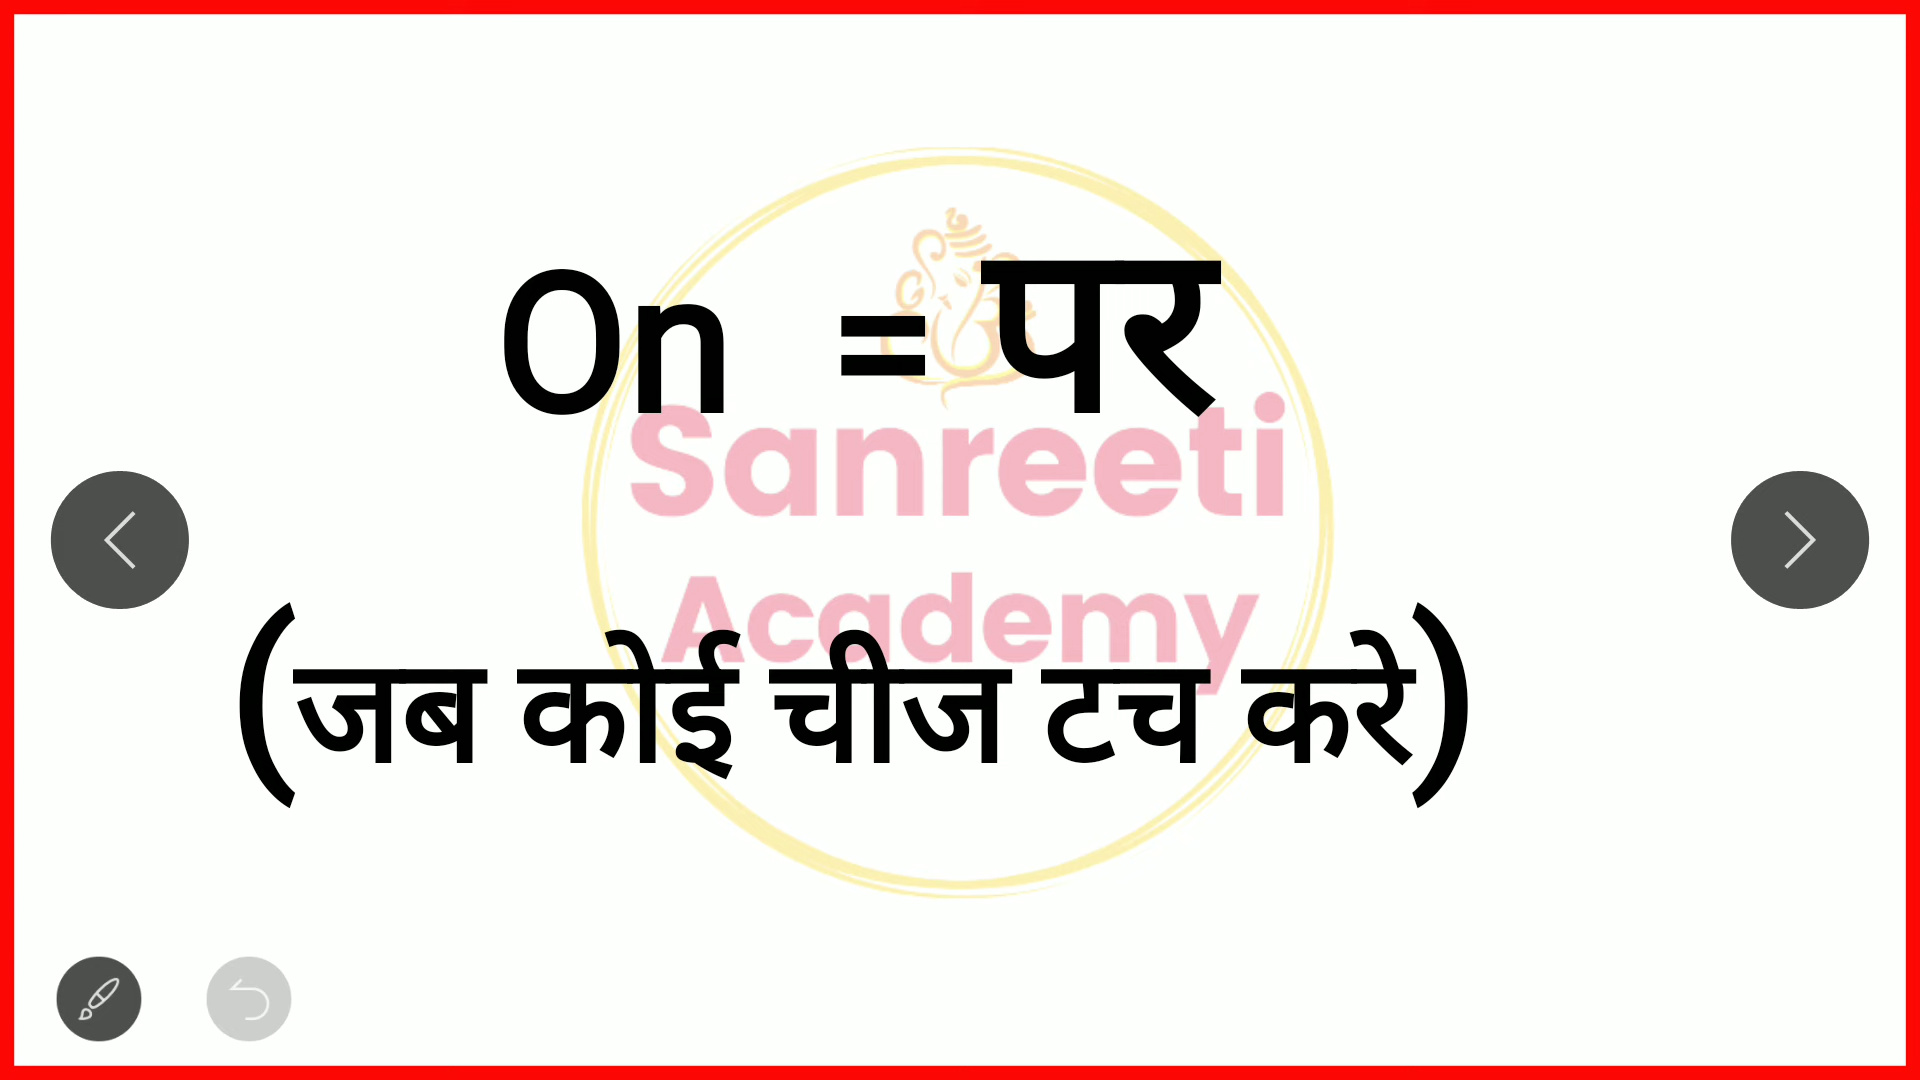 On = पर
Sanreeti
Academy
(जब कोई चीज टच करे)